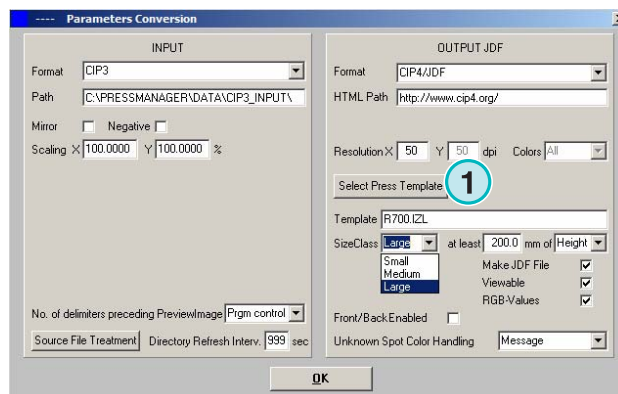 ---- Parameters Conversion
INPUT
Format CIP3
Path C:\PRESSMANAGER\DATA\CIP3_INPUT\
Mirror Negative
Scaling X 100.0000 Y 100.0000 %
No. of delimiters preceding PreviewImage Prgm control
Source File Treatment Directory Refresh Interv. 999 sec
OUTPUT JDF
Format CIP4/JDF
HTML Path http://www.cip4.org/
Resolution X 50 Y 50 dpi Colors All
Select Press Template 1
Template R700.IZL
SizeClass Large at least 200.0 mm of Height
Small
Medium
Large
Make JDF File
Viewable
RGB-Values
Front/BackEnabled
Unknown Spot Color Handling Message
OK